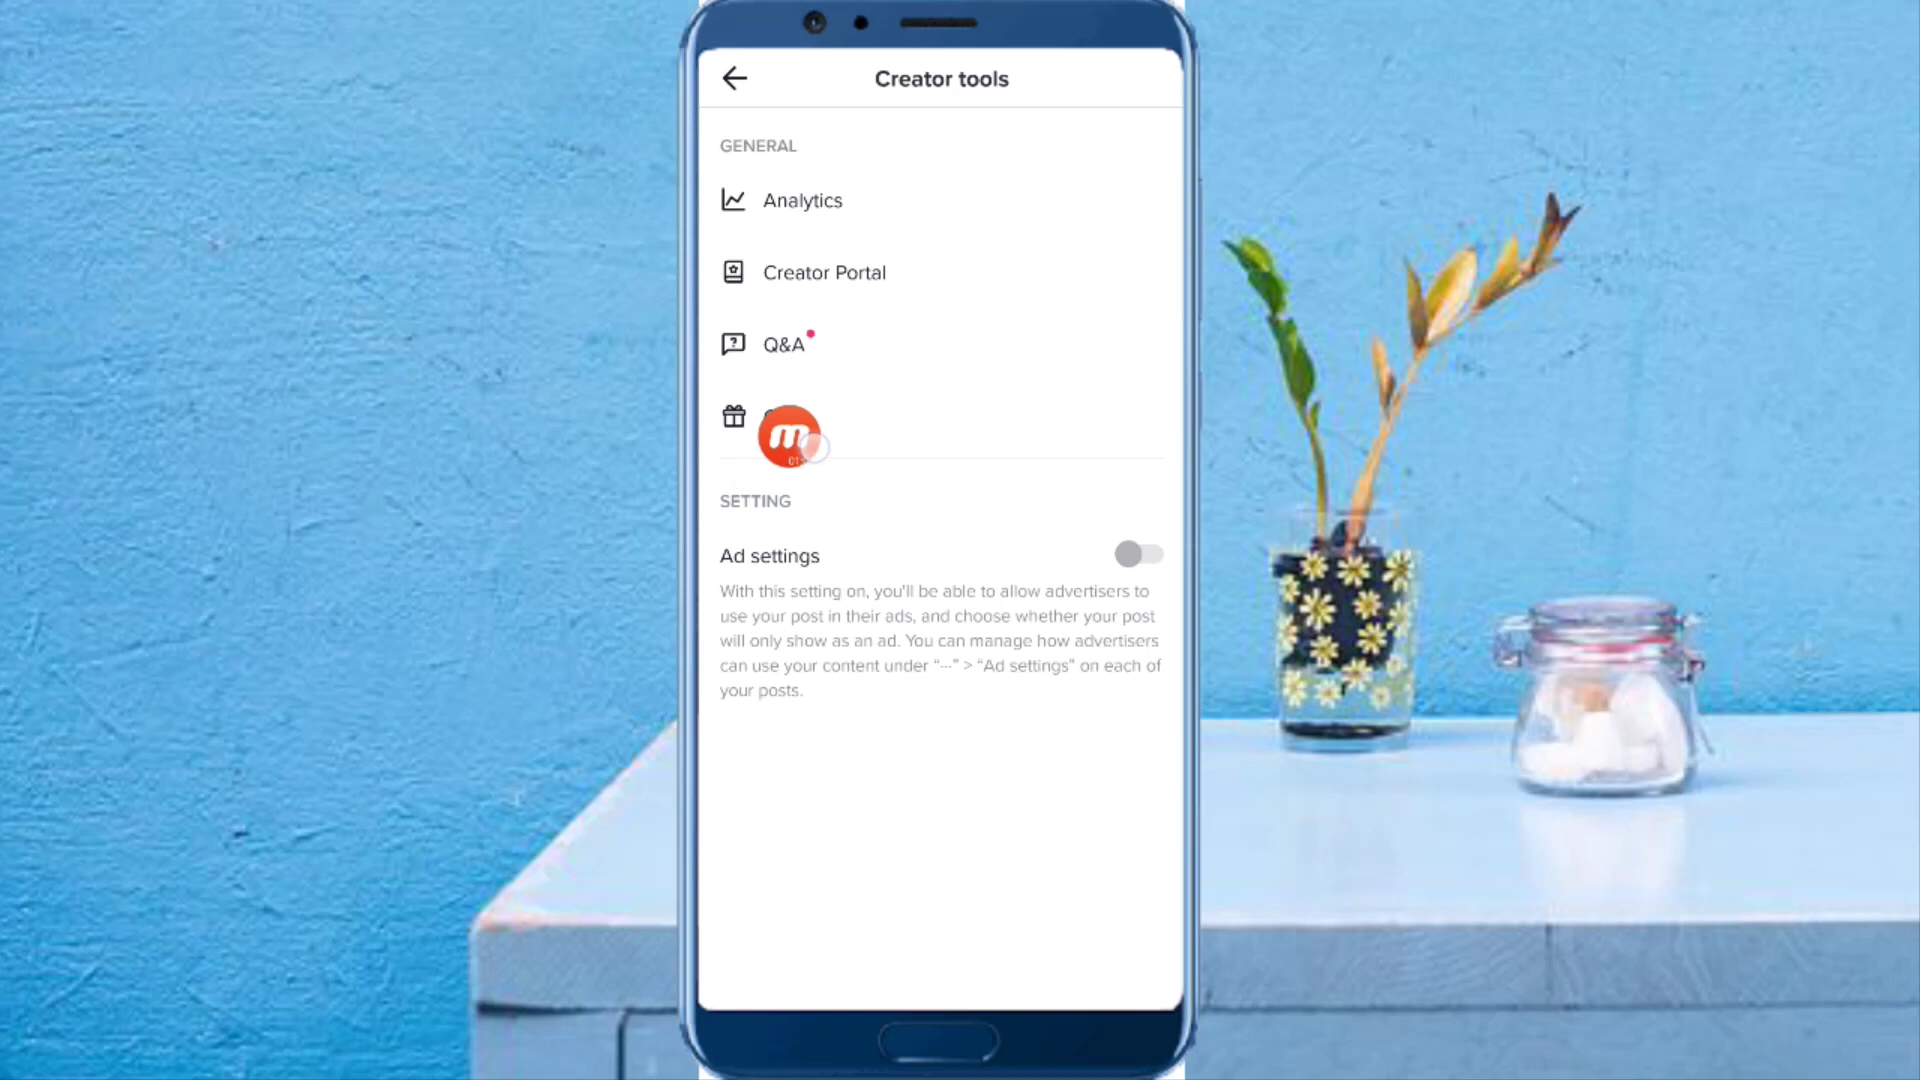 Creator tools
GENERAL
Analytics
Creator Portal
Q&A
m
SETTING
Ad settings
With this setting on, you'll be able to allow advertisers to
use your post in their ads, and choose whether your post
will only show as an ad. You can manage how advertisers
can use your content under “···” > “Ad settings” on each of
your posts.